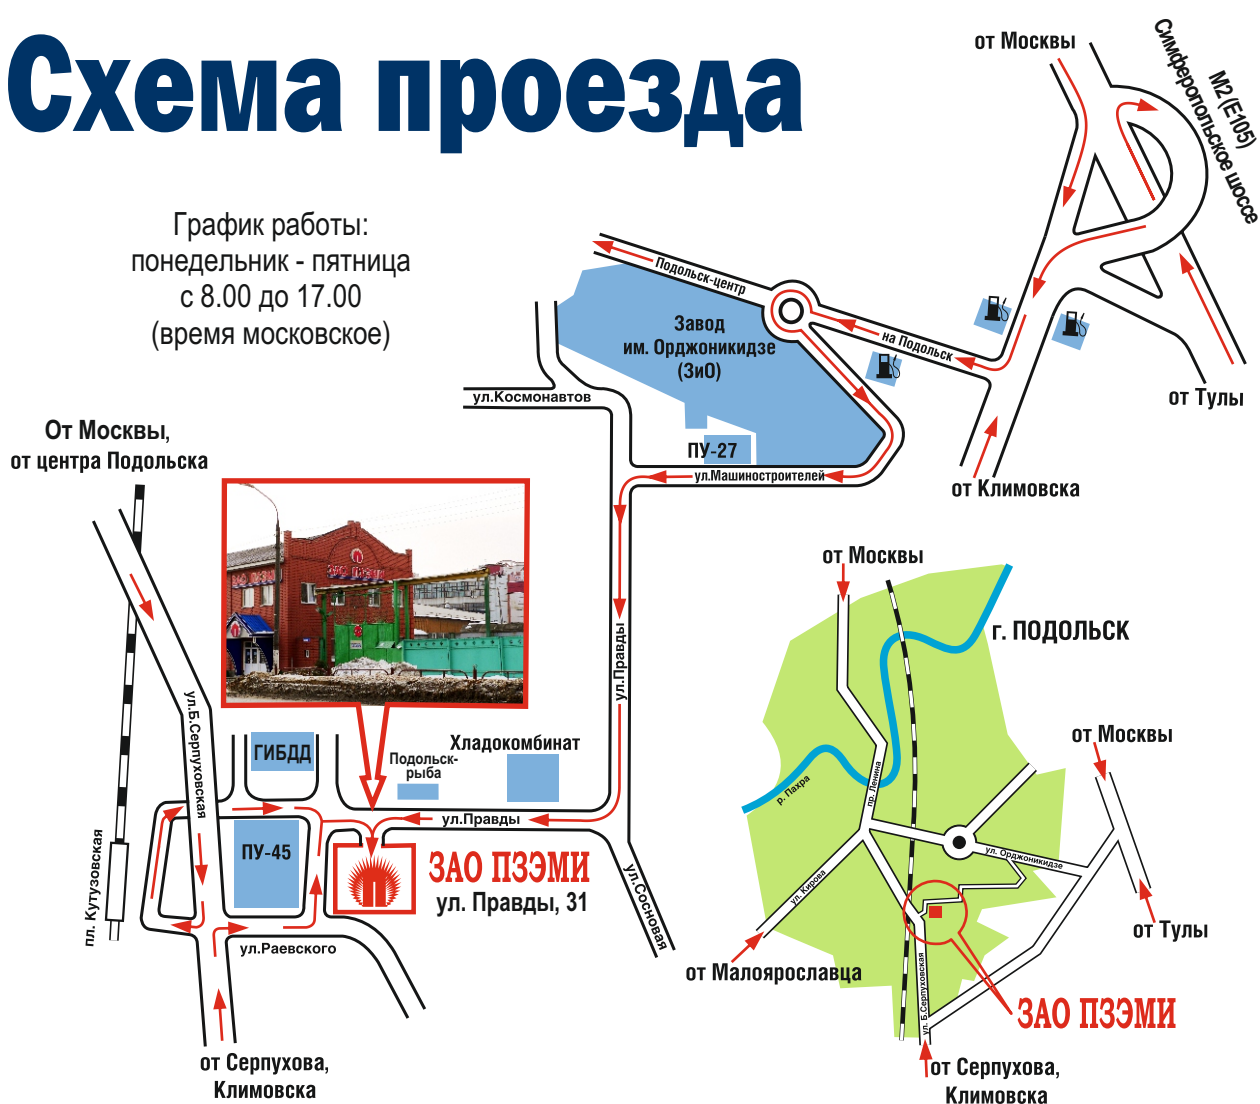 Схема проезда
График работы:
понедельник - пятница
с 8.00 до 17.00
(время московское)
от Москвы
М2 (Е105)
Симферопольское шоссе
от Тулы
от Климовска
на Подольск
Подольск-центр
Завод
им. Орджоникидзе
(ЗиО)
ПУ-27
ул.Машиностроителей
ул.Космонавтов
ул.Правды
От Москвы,
от центра Подольска
ЗАО ПЗЭМИ
ул.Б.Серпуховская
пл. Кутузовская
ГИБДД
Подольск-
рыба
Хладокомбинат
ул.Правды
ПУ-45
ЗАО ПЗЭМИ
ул. Правды, 31
ул.Сосновая
ул.Раевского
от Серпухова,
Климовска
от Москвы
г. ПОДОЛЬСК
р. Пахра
пр. Ленина
от Москвы
ул. Орджоникидзе
ул. Кирова
от Тулы
от Малоярославца
ул. Б.Серпуховская
ЗАО ПЗЭМИ
от Серпухова,
Климовска